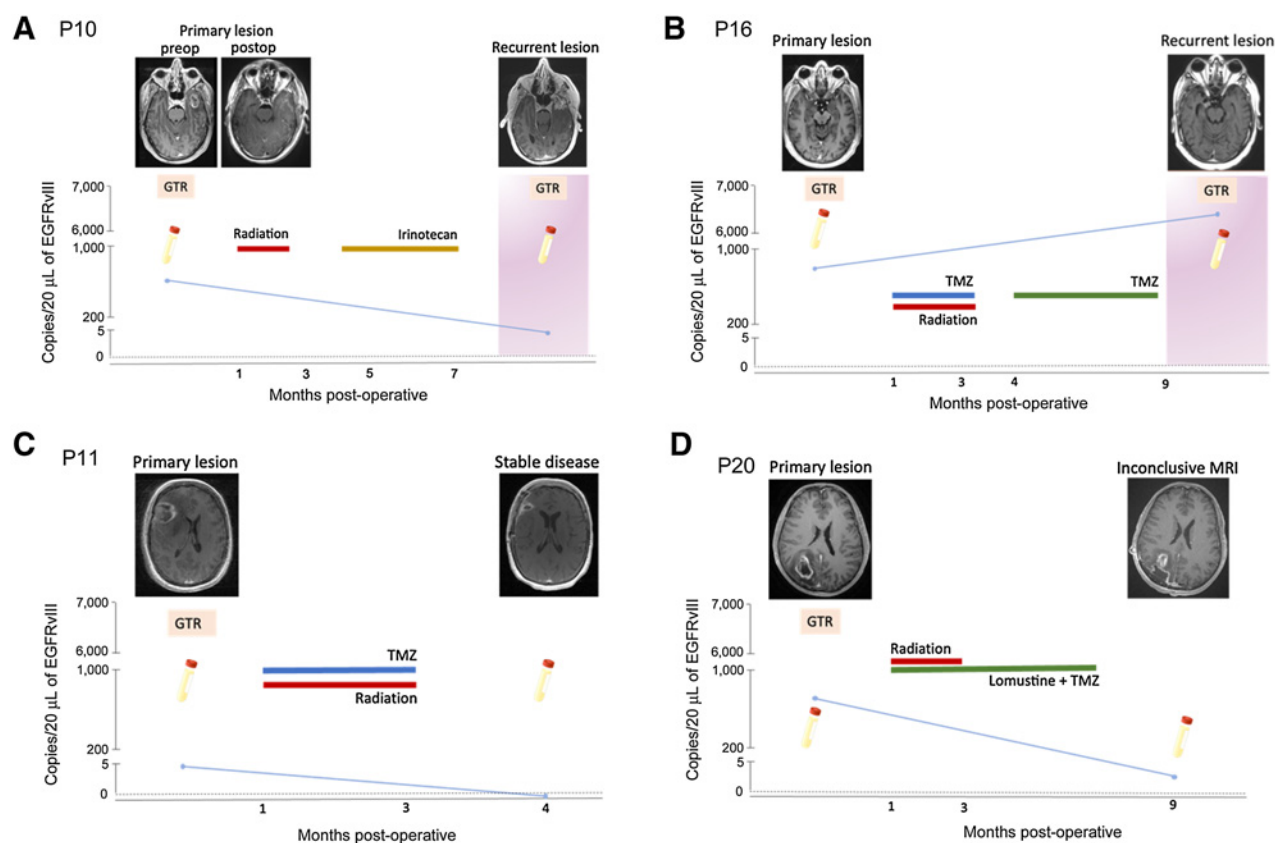 A P10
Primary lesion
preop postop
Recurrent lesion
GTR
GTR
Radiation
Irinotecan
Copies/20 μL of EGFRvIII
7,000
6,000
1,000
200
5
0
1 3 5 7
Months post-operative
B P16
Primary lesion
Recurrent lesion
GTR
GTR
TMZ
TMZ
Radiation
Copies/20 μL of EGFRvIII
7,000
6,000
1,000
200
5
0
1 3 4 9
Months post-operative
C P11
Primary lesion
Stable disease
GTR
TMZ
Radiation
Copies/20 μL of EGFRvIII
7,000
6,000
1,000
200
5
0
1 3 4
Months post-operative
D P20
Primary lesion
Inconclusive MRI
GTR
Radiation
Lomustine + TMZ
Copies/20 μL of EGFRvIII
7,000
6,000
1,000
200
5
0
1 3 9
Months post-operative